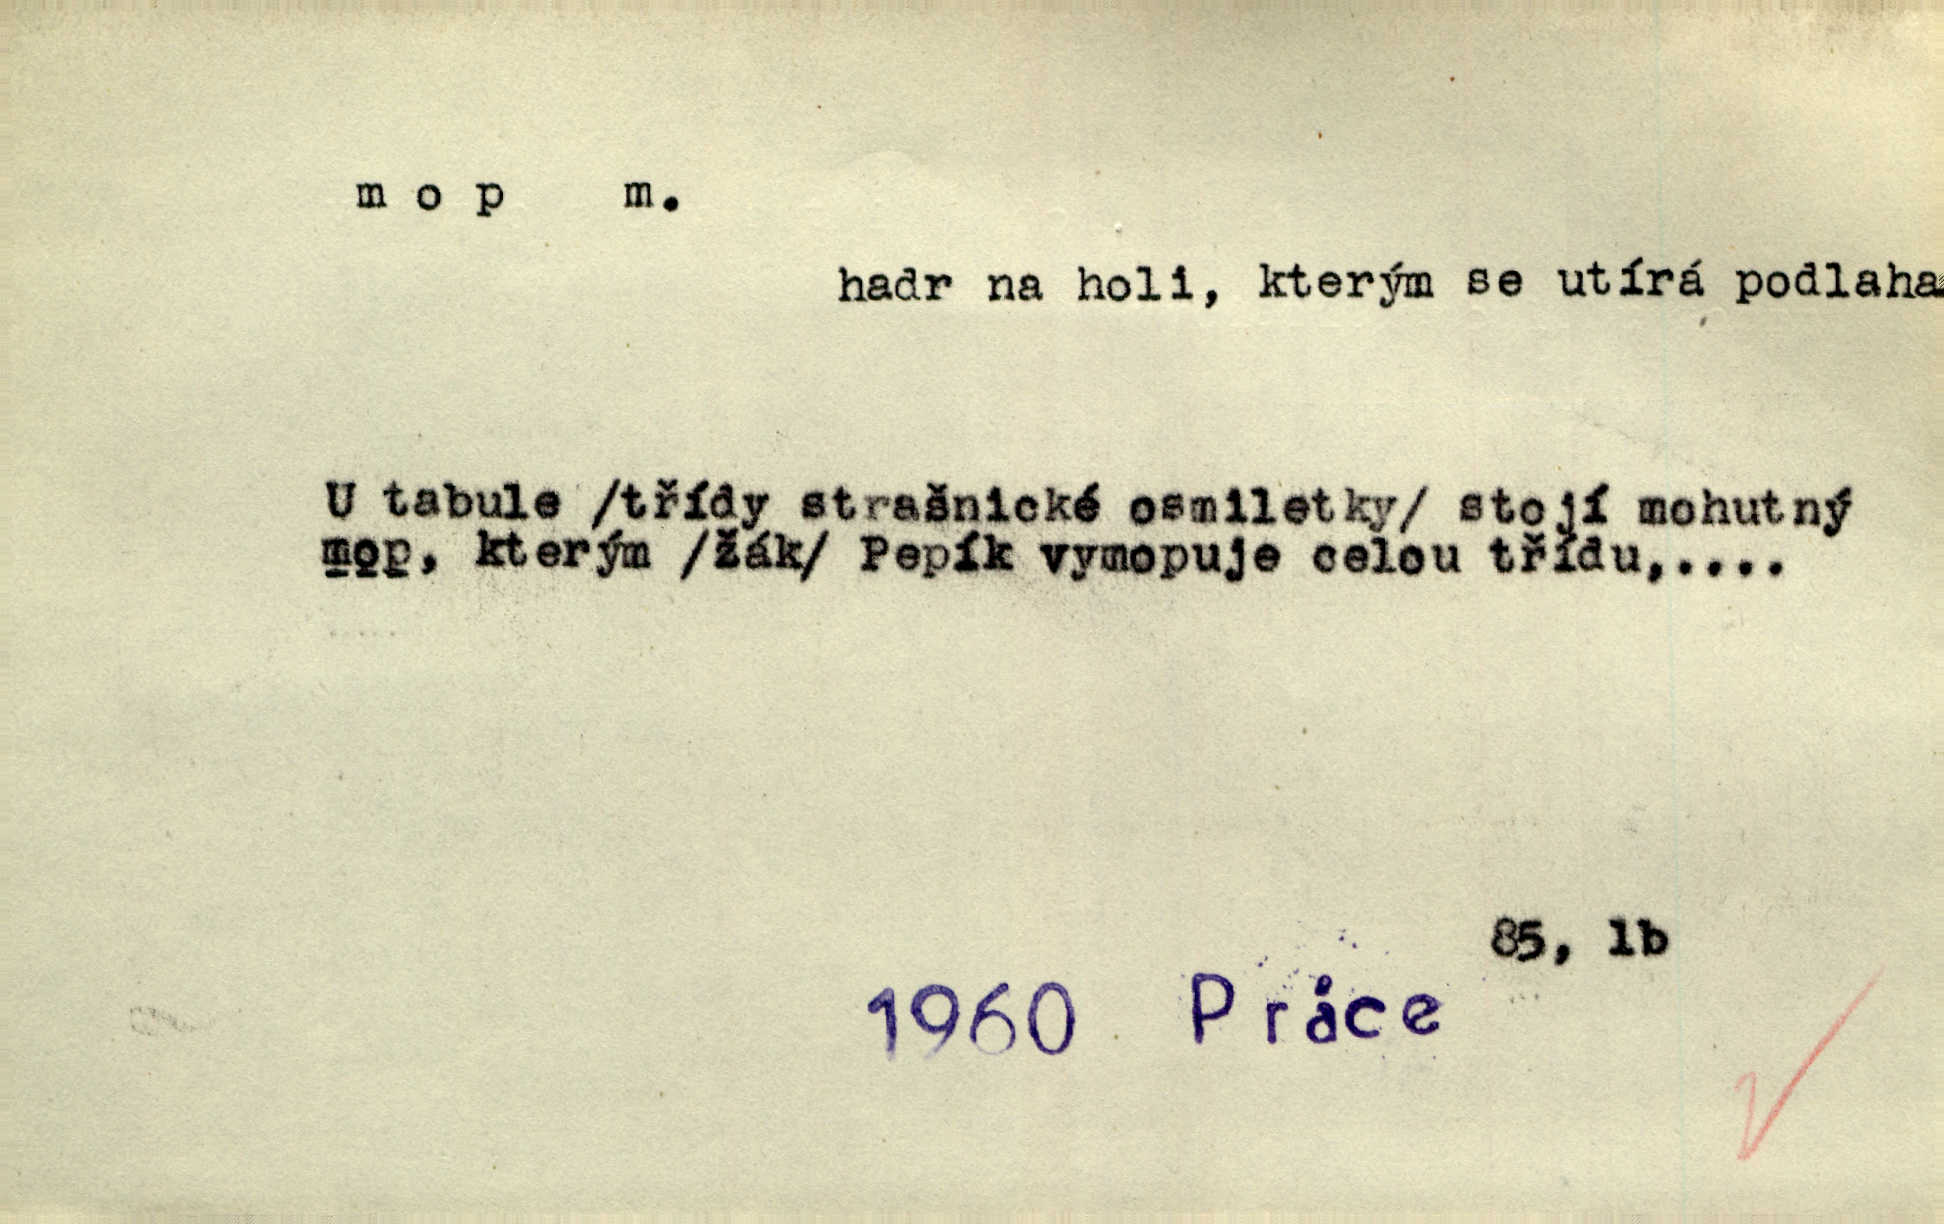 m o p m.
hadr na holi, kterým se utírá podlaha
U tabule /třídy strašnické osmiletky/ stojí mohutný
mop, kterým /žák/ Pepík vymopuje celou třídu,....
85, lb
1960 Práce